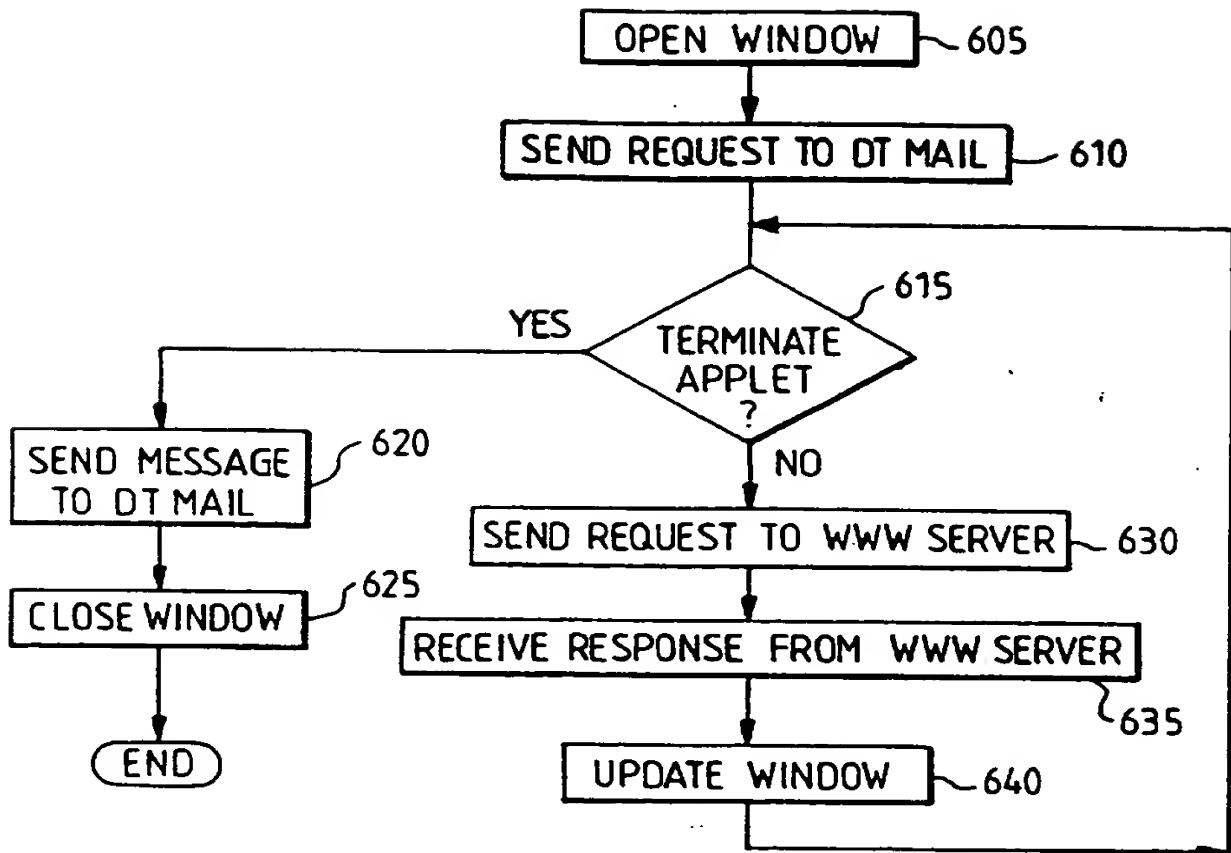 OPEN WINDOW
605
SEND REQUEST TO DT MAIL
610
615
TERMINATE
APPLET
?
YES
NO
620
SEND MESSAGE
TO DT MAIL
625
CLOSE WINDOW
END
SEND REQUEST TO WWW SERVER
630
RECEIVE RESPONSE FROM WWW SERVER
635
UPDATE WINDOW
640